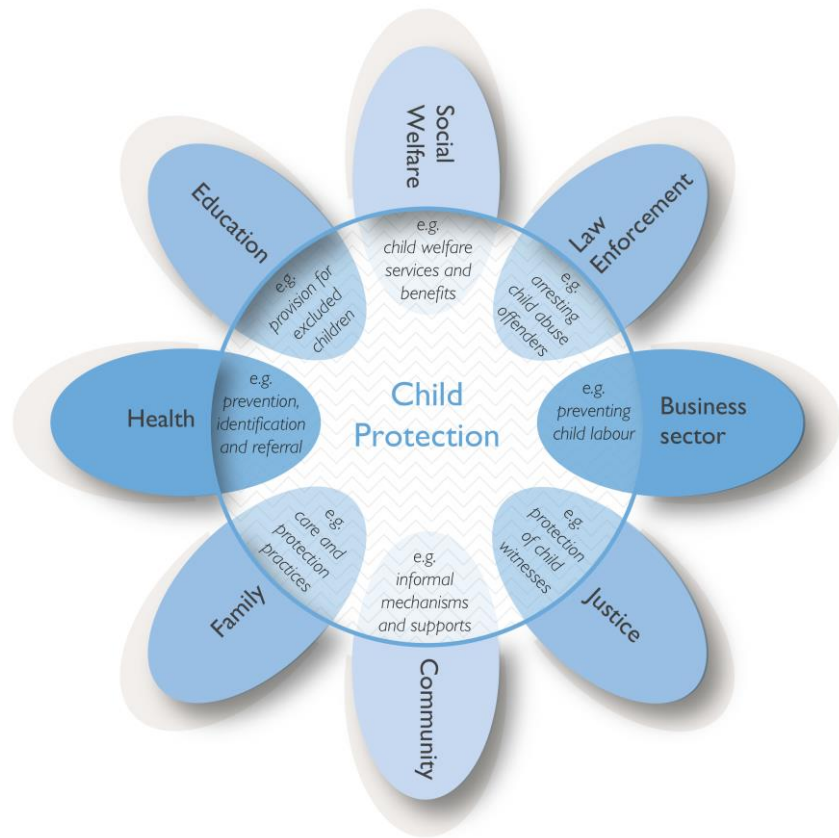 Social
Welfare
e.g.
child welfare
services and
benefits
Law
Enforcement
e.g.
arresting
child abuse
offenders
Business
sector
e.g.
preventing
child labour
Justice
e.g.
protection
of child
witnesses
Community
e.g.
informal
mechanisms
and supports
Family
e.g.
care and
protection
practices
Health
e.g.
prevention,
identification
and referral
Education
e.g.
provision for
excluded
children
Child
Protection